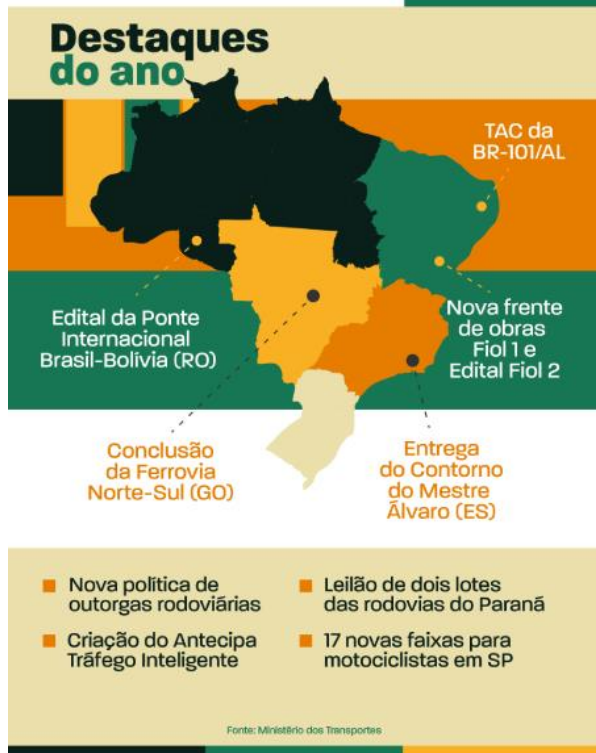 Destaques
do ano
TAC da
BR-101/AL
Edital da Ponte
Internacional
Brasil-Bolívia (RO)
Nova frente
de obras
Fiol 1 e
Edital Fiol 2
Conclusão
da Ferrovia
Norte-Sul (GO)
Entrega
do Contorno
do Mestre
Álvaro (ES)
Nova política de
outorgas rodoviárias
Criação do Antecipa
Tráfego Inteligente
Leilão de dois lotes
das rodovias do Paraná
17 novas faixas para
motociclistas em SP
Fonte: Ministério dos Transportes